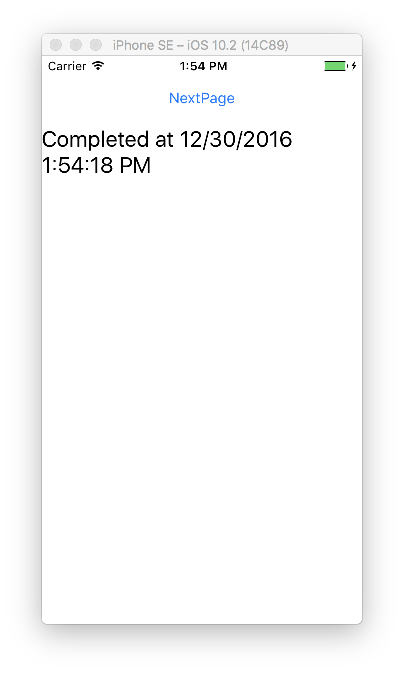 iPhone SE – iOS 10.2 (14C89)
Carrier 1:54 PM
NextPage
Completed at 12/30/2016
1:54:18 PM